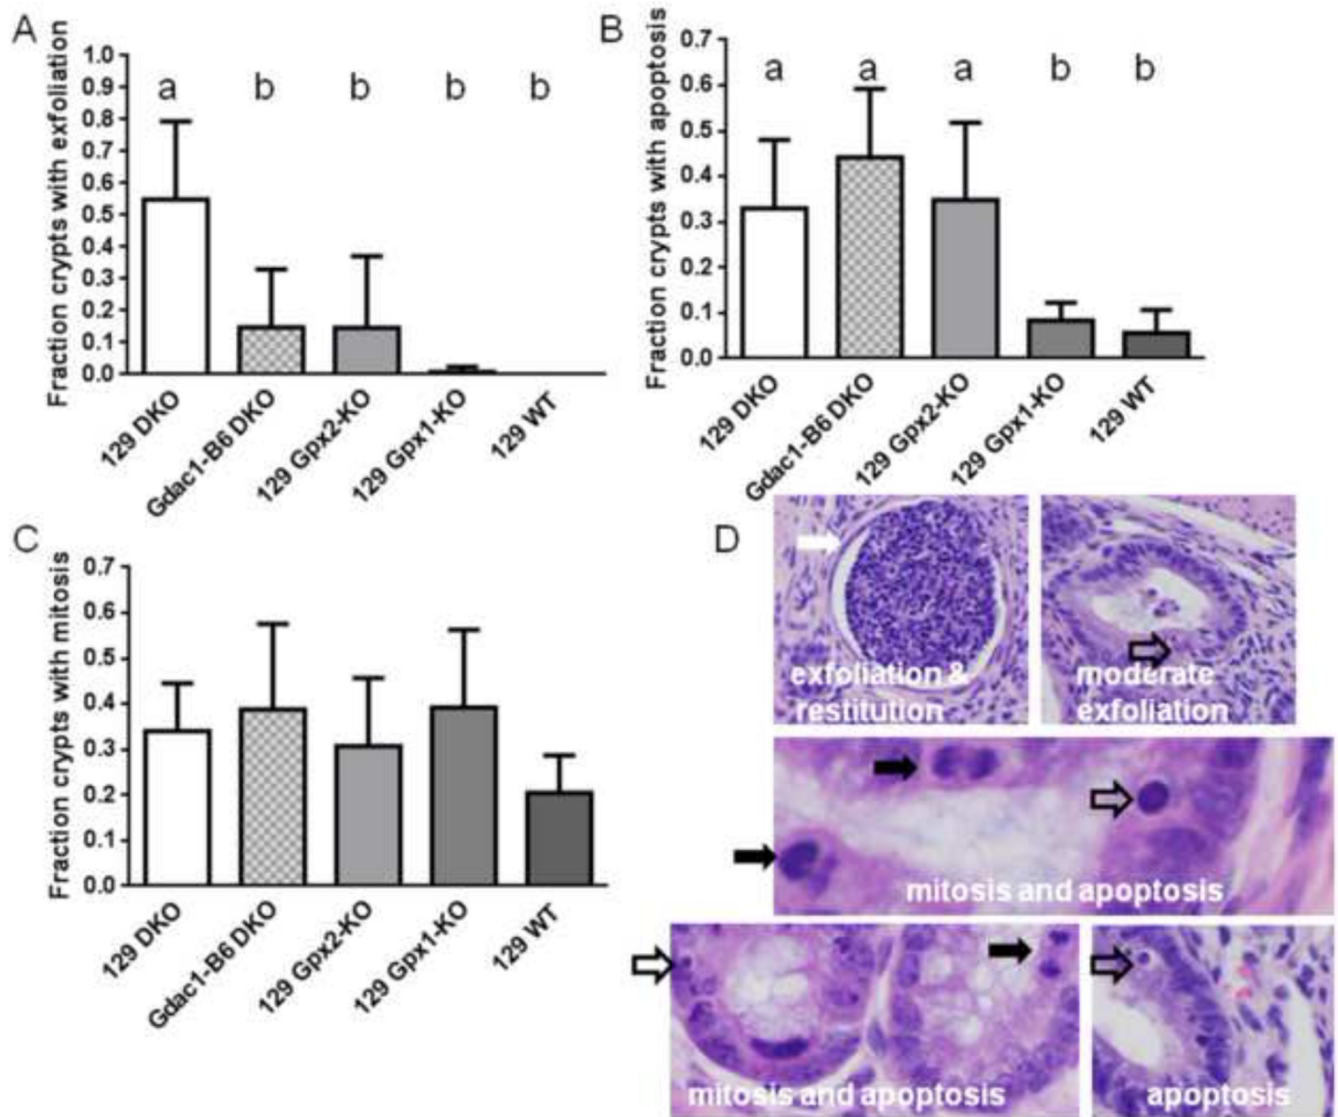 A
Fraction crypts with exfoliation
1.0
0.9
0.8
0.7
0.6
0.5
0.4
0.3
0.2
0.1
0.0
a b b b b
129 DKO
Gdac1-B6 DKO
129 Gpx2-KO
129 Gpx1-KO
129 WT
B
Fraction crypts with apoptosis
0.7
0.6
0.5
0.4
0.3
0.2
0.1
0.0
a a a b b
129 DKO
Gdac1-B6 DKO
129 Gpx2-KO
129 Gpx1-KO
129 WT
C
Fraction crypts with mitosis
0.7
0.6
0.5
0.4
0.3
0.2
0.1
0.0
129 DKO
Gdac1-B6 DKO
129 Gpx2-KO
129 Gpx1-KO
129 WT
D
exfoliation &
restitution
moderate
exfoliation
mitosis and apoptosis
mitosis and apoptosis
apoptosis